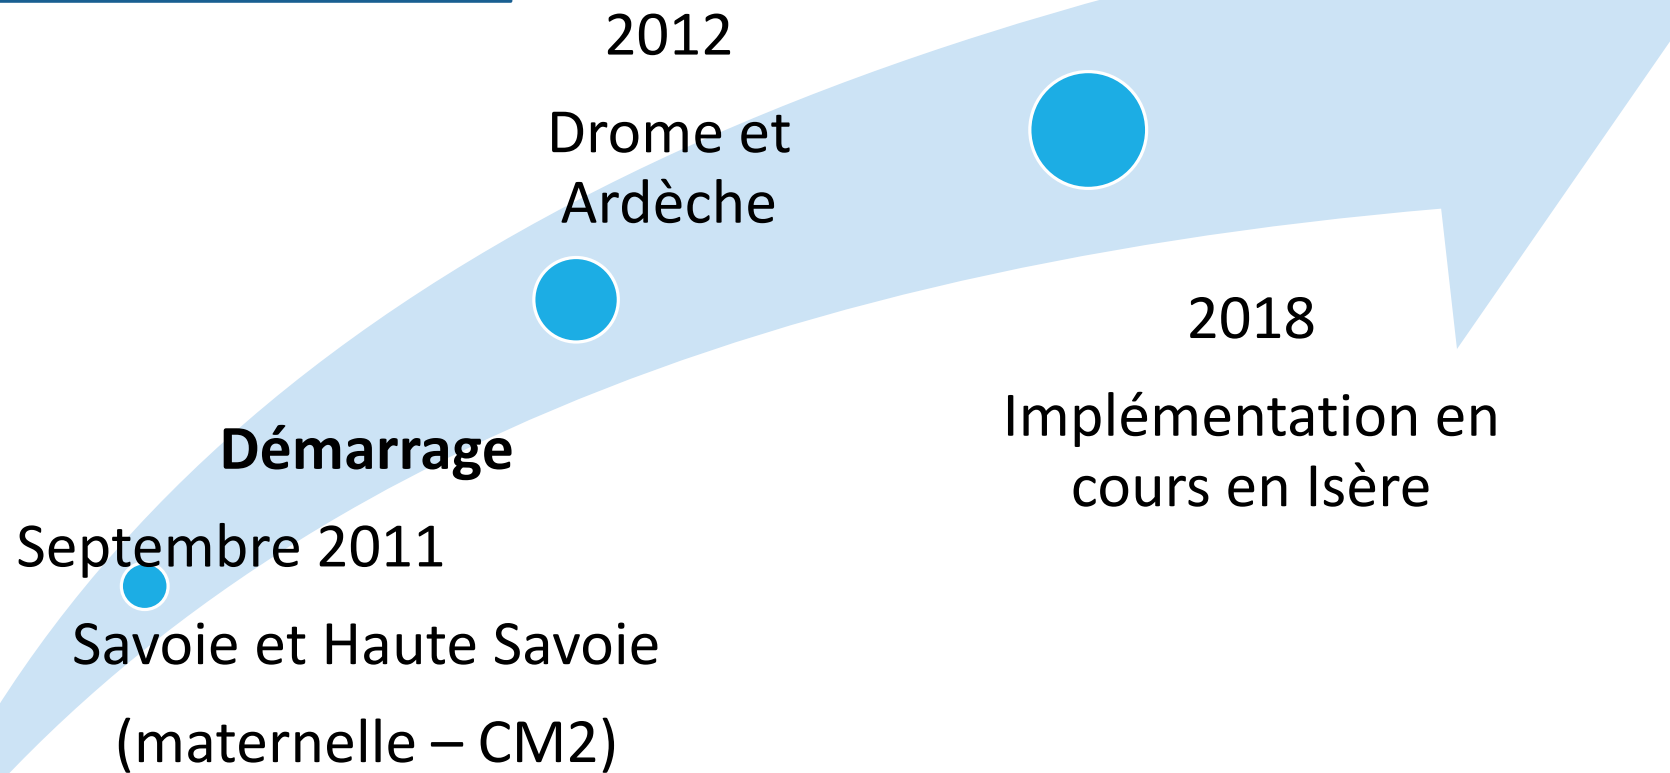 2012
Drome et
Ardèche
2018
Implémentation en
cours en Isère
Démarrage
Septembre 2011
Savoie et Haute Savoie
(maternelle – CM2)